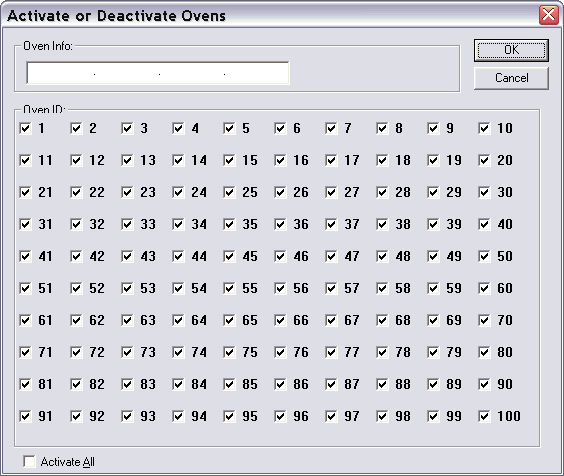 Activate or Deactivate Ovens
Oven Info:
. . .
OK
Cancel
Oven ID:
1 2 3 4 5 6 7 8 9 10
11 12 13 14 15 16 17 18 19 20
21 22 23 24 25 26 27 28 29 30
31 32 33 34 35 36 37 38 39 40
41 42 43 44 45 46 47 48 49 50
51 52 53 54 55 56 57 58 59 60
61 62 63 64 65 66 67 68 69 70
71 72 73 74 75 76 77 78 79 80
81 82 83 84 85 86 87 88 89 90
91 92 93 94 95 96 97 98 99 100
Activate All